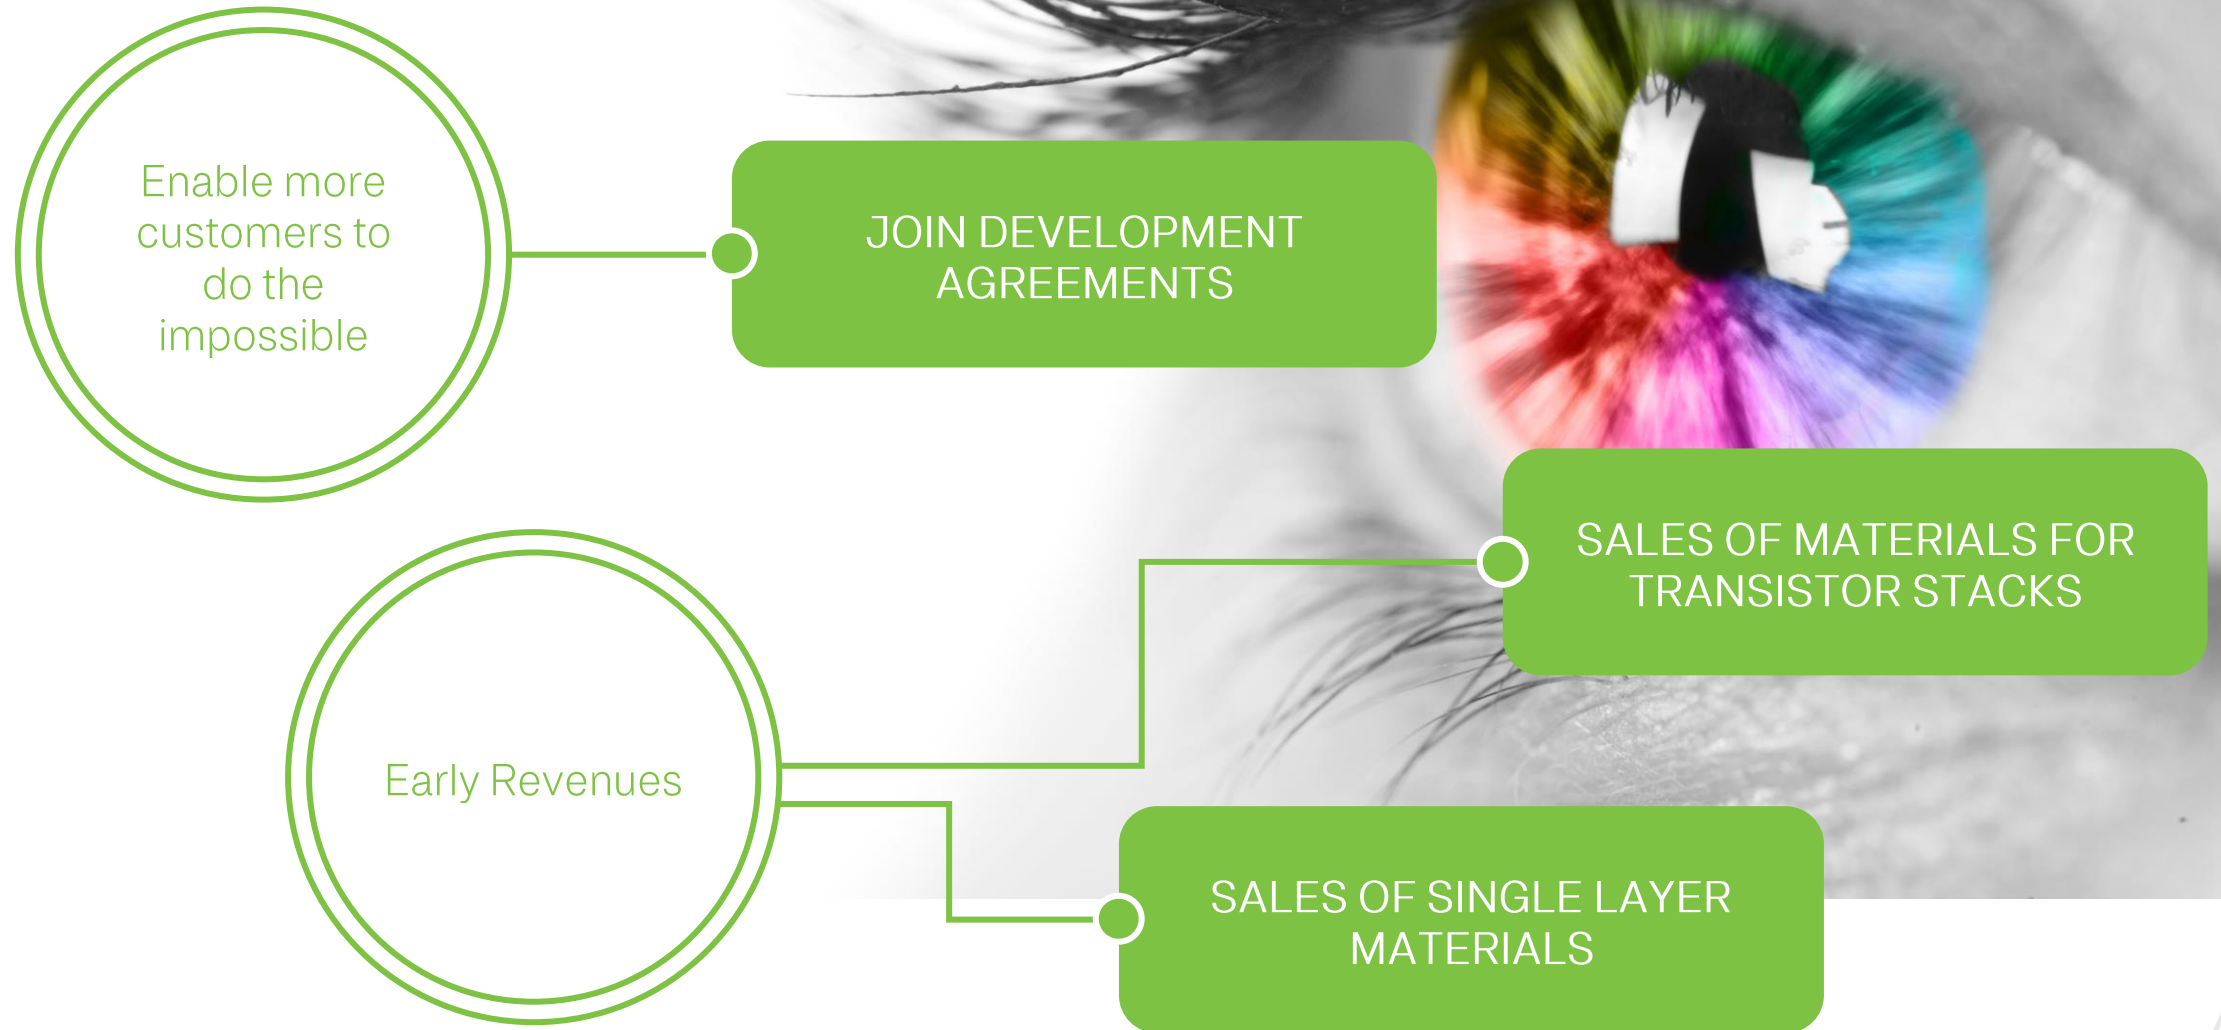 Enable more
customers to
do the
impossible
JOIN DEVELOPMENT
AGREEMENTS
SALES OF MATERIALS FOR
TRANSISTOR STACKS
Early Revenues
SALES OF SINGLE LAYER
MATERIALS